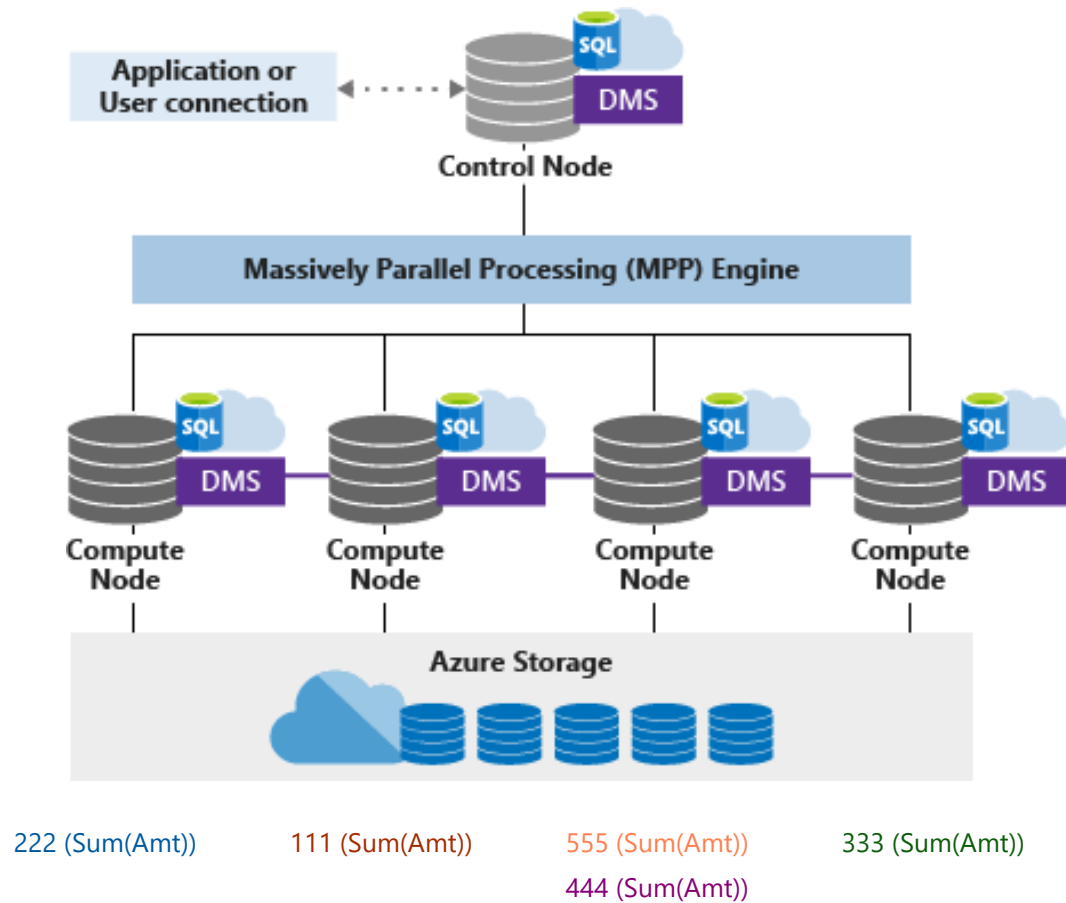 SQL
Application or
User connection
DMS
Control Node
Massively Parallel Processing (MPP) Engine
SQL
SQL
SQL
SQL
DMS
DMS
DMS
DMS
Compute
Node
Compute
Node
Compute
Node
Compute
Node
Azure Storage
222 (Sum(Amt))
111 (Sum(Amt))
555 (Sum(Amt))
333 (Sum(Amt))
444 (Sum(Amt))